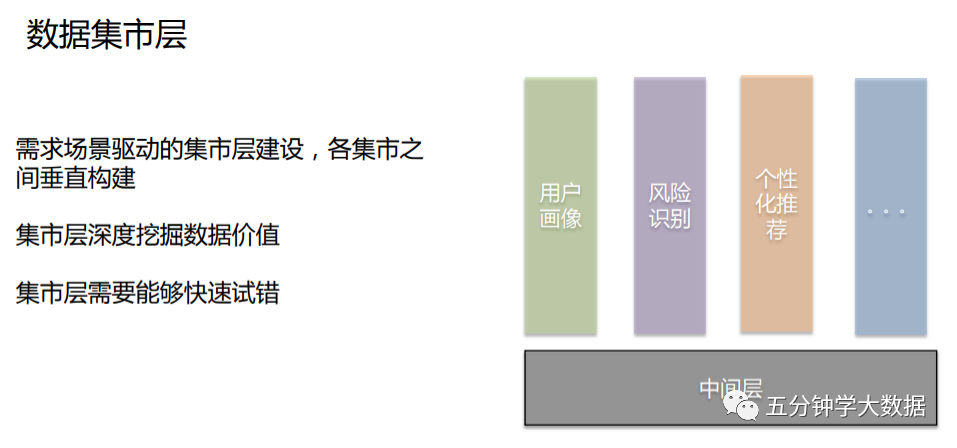 数据集市层
需求场景驱动的集市层建设，各集市之
间垂直构建
集市层深度挖掘数据价值
集市层需要能够快速试错
用户
画像
风险
识别
个性
化推
荐
...
中间层
五分钟学大数据